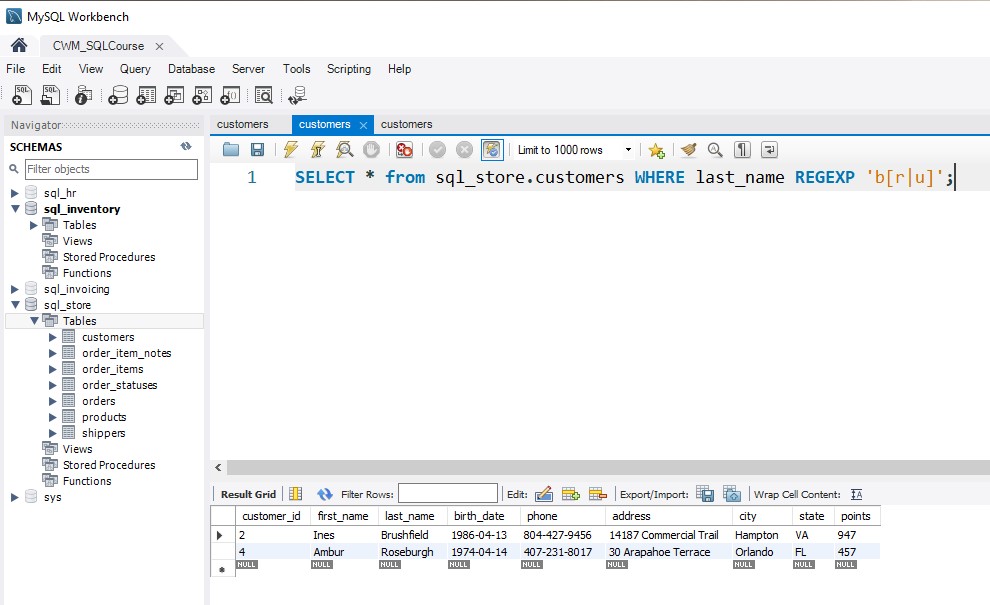 MySQL Workbench
CWM_SQLCourse
File Edit View Query Database Server Tools Scripting Help
Navigator
customers customers customers
SCHEMAS
Limit to 1000 rows
Filter objects
1 SELECT * from sql_store.customers WHERE last_name REGEXP 'b[r|u]';
sql_hr
sql_inventory
Tables
Views
Stored Procedures
Functions
sql_invoicing
sql_store
Tables
customers
order_item_notes
order_items
order_statuses
orders
products
shippers
Views
Stored Procedures
Functions
sys
Result Grid Filter Rows: Edit: Export/Import: Wrap Cell Content:
customer_id first_name last_name birth_date phone address city state points
2 Ines Brushfield 1986-04-13 804-427-9456 14187 Commercial Trail Hampton VA 947
4 Ambur Roseburgh 1974-04-14 407-231-8017 30 Arapahoe Terrace Orlando FL 457
NULL NULL NULL NULL NULL NULL NULL NULL NULL